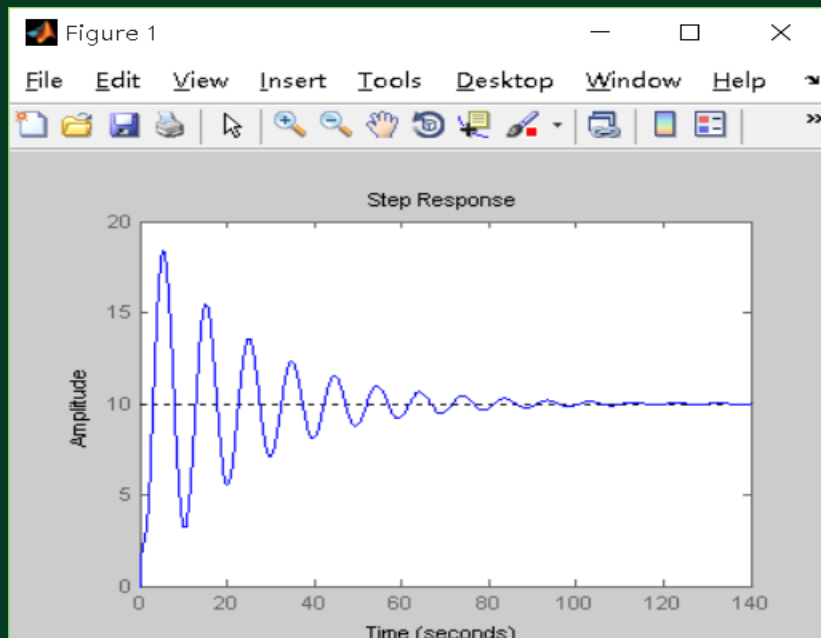 Figure 1
File Edit View Insert Tools Desktop Window Help
Step Response
20
15
10
5
0
Amplitude
0 20 40 60 80 100 120 140
Time (seconds)